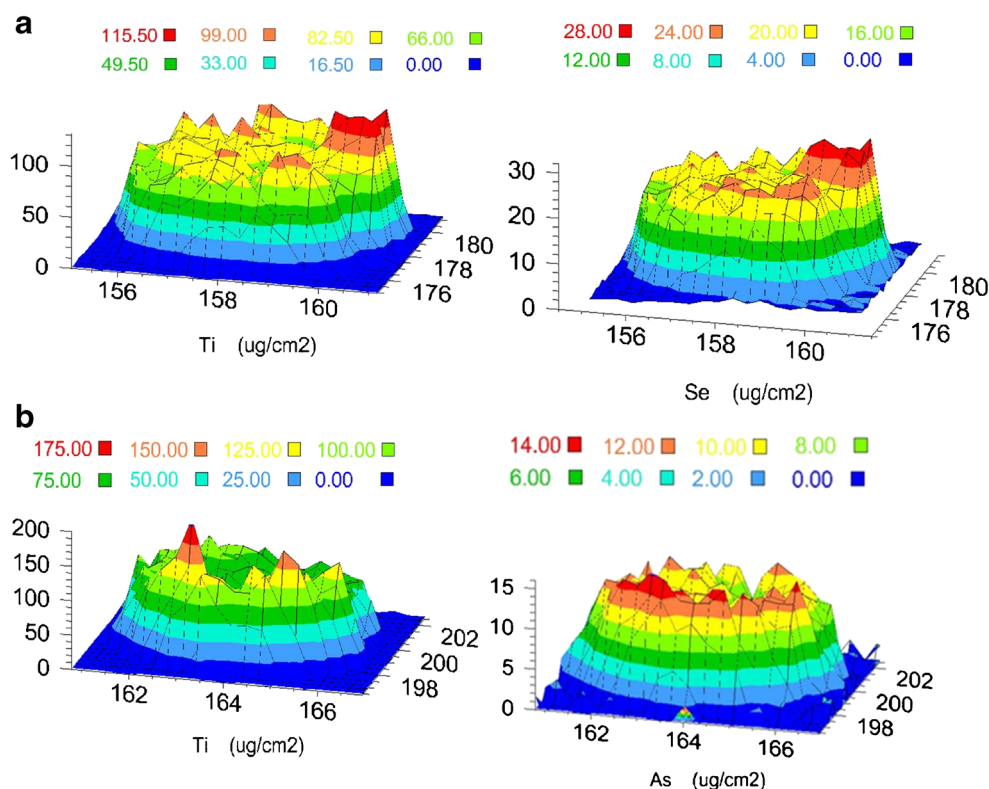 a
115.50 99.00 82.50 66.00
49.50 33.00 16.50 0.00
100
50
0
156 158 160
176 178 180
Ti (ug/cm2)
28.00 24.00 20.00 16.00
12.00 8.00 4.00 0.00
30
20
10
0
156 158 160
176 178 180
Se (ug/cm2)
b
175.00 150.00 125.00 100.00
75.00 50.00 25.00 0.00
200
150
100
50
0
162 164 166
198 200 202
Ti (ug/cm2)
14.00 12.00 10.00 8.00
6.00 4.00 2.00 0.00
15
10
5
0
162 164 166
198 200 202
As (ug/cm2)